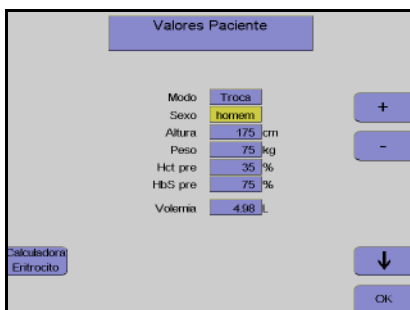 Valores Paciente
Modo Troca
Sexo homem
Altura 175 cm
Peso 75 kg
Hct pre 35 %
HbS pre 75 %
Volemia 4.98 L
+
-
Calculadora
Eritrocito
↓
OK